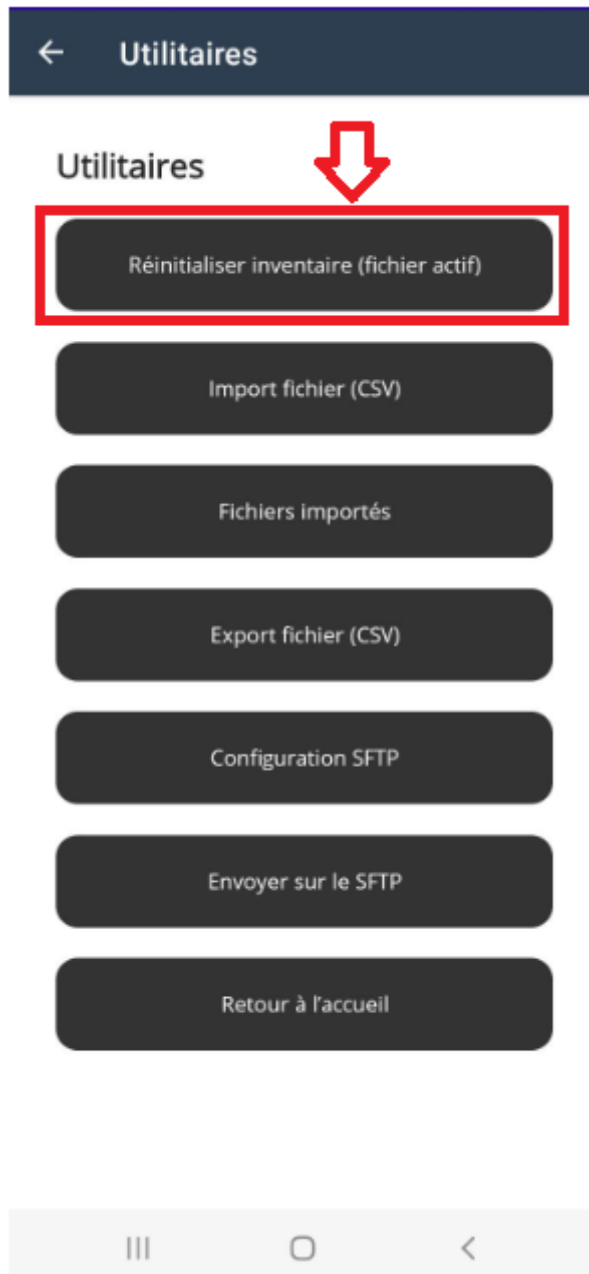 Utilitaires
Utilitaires
Réinitialiser inventaire (fichier actif)
Import fichier (CSV)
Fichiers importés
Export fichier (CSV)
Configuration SFTP
Envoyer sur le SFTP
Retour à l'accueil